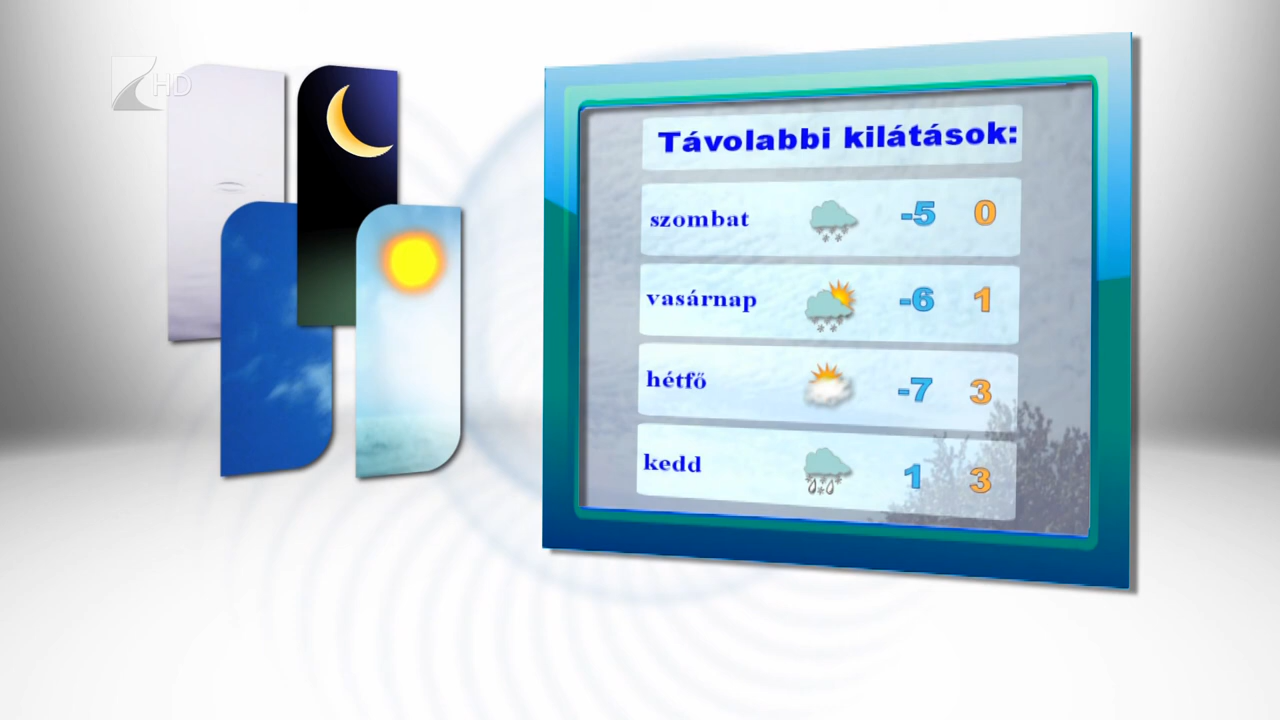 HD
Távolabbi kilátások:
szombat -5 0
vasárnap -6 1
hétfő -7 3
kedd 1 3